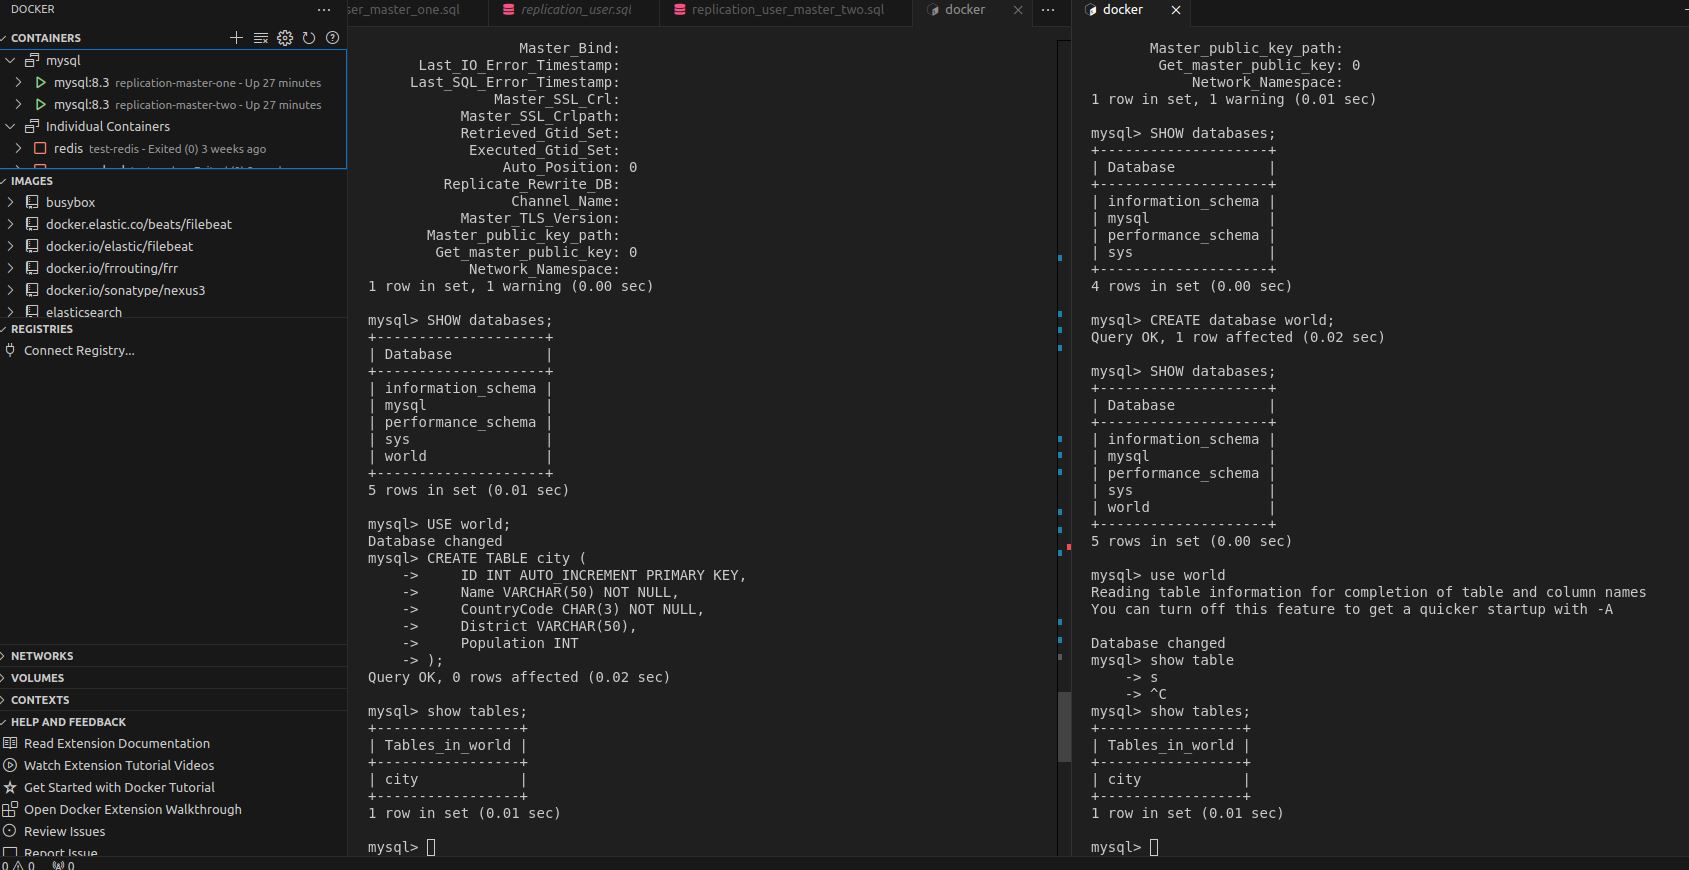 DOCKER
CONTAINERS
mysql
mysql:8.3 replication-master-one - Up 27 minutes
mysql:8.3 replication-master-two - Up 27 minutes
Individual Containers
redis test-redis - Exited (0) 3 weeks ago
IMAGES
busybox
docker.elastic.co/beats/filebeat
docker.io/elastic/filebeat
docker.io/frrouting/frr
docker.io/sonatype/nexus3
elasticsearch
REGISTRIES
Connect Registry...
NETWORKS
VOLUMES
CONTEXTS
HELP AND FEEDBACK
Read Extension Documentation
Watch Extension Tutorial Videos
Get Started with Docker Tutorial
Open Docker Extension Walkthrough
Review Issues
Report Issue
0 0 0
ser_master_one.sql replication_user.sql replication_user_master_two.sql docker
Master_Bind:
Last_IO_Error_Timestamp:
Last_SQL_Error_Timestamp:
Master_SSL_Crl:
Master_SSL_Crlpath:
Retrieved_Gtid_Set:
Executed_Gtid_Set:
Auto_Position: 0
Replicate_Rewrite_DB:
Channel_Name:
Master_TLS_Version:
Master_public_key_path:
Get_master_public_key: 0
Network_Namespace:
1 row in set, 1 warning (0.00 sec)
mysql> SHOW databases;
+--------------------+
| Database           |
+--------------------+
| information_schema |
| mysql              |
| performance_schema |
| sys                |
| world              |
+--------------------+
5 rows in set (0.01 sec)
mysql> USE world;
Database changed
mysql> CREATE TABLE city (
    ->     ID INT AUTO_INCREMENT PRIMARY KEY,
    ->     Name VARCHAR(50) NOT NULL,
    ->     CountryCode CHAR(3) NOT NULL,
    ->     District VARCHAR(50),
    ->     Population INT
    -> );
Query OK, 0 rows affected (0.02 sec)
mysql> show tables;
+-----------------+
| Tables_in_world |
+-----------------+
| city            |
+-----------------+
1 row in set (0.01 sec)
mysql>
docker
Master_public_key_path:
Get_master_public_key: 0
Network_Namespace:
1 row in set, 1 warning (0.01 sec)
mysql> SHOW databases;
+--------------------+
| Database           |
+--------------------+
| information_schema |
| mysql              |
| performance_schema |
| sys                |
+--------------------+
4 rows in set (0.00 sec)
mysql> CREATE database world;
Query OK, 1 row affected (0.02 sec)
mysql> SHOW databases;
+--------------------+
| Database           |
+--------------------+
| information_schema |
| mysql              |
| performance_schema |
| sys                |
| world              |
+--------------------+
5 rows in set (0.00 sec)
mysql> use world
Reading table information for completion of table and column names
You can turn off this feature to get a quicker startup with -A
Database changed
mysql> show table
    -> s
    -> ^C
mysql> show tables;
+-----------------+
| Tables_in_world |
+-----------------+
| city            |
+-----------------+
1 row in set (0.01 sec)
mysql>